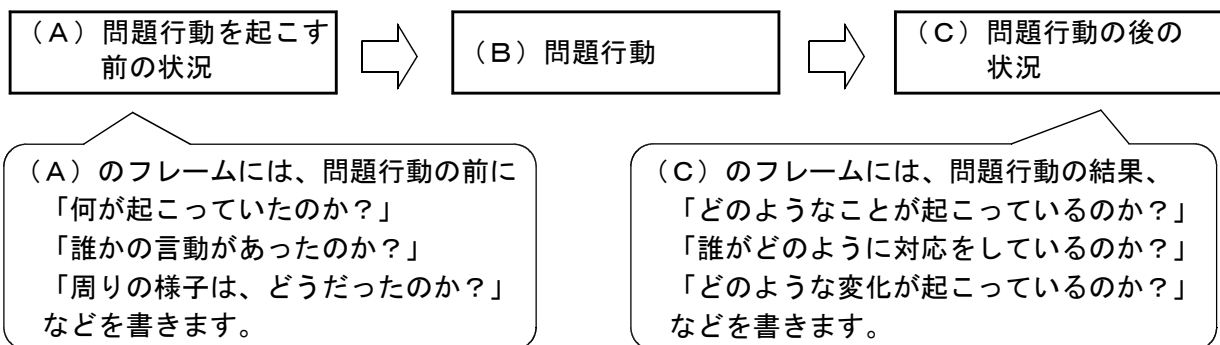 （Ａ）問題行動を起こす
前の状況
（Ｂ）問題行動
（Ｃ）問題行動の後の
状況
（Ａ）のフレームには、問題行動の前に
「何が起こっていたのか？」
「誰かの言動があったのか？」
「周りの様子は、どうだったのか？」
などを書きます。
（Ｃ）のフレームには、問題行動の結果、
「どのようなことが起こっているのか？」
「誰がどのように対応をしているのか？」
「どのような変化が起こっているのか？」
などを書きます。